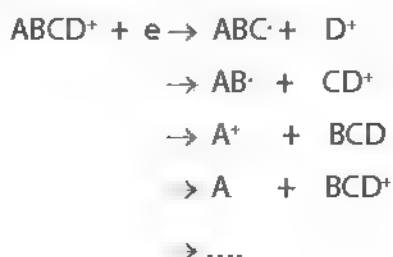 ABCD⁺ + e → ABC· + D⁺
→ AB· + CD⁺
→ A⁺ + BCD
→ A + BCD⁺
→ ....